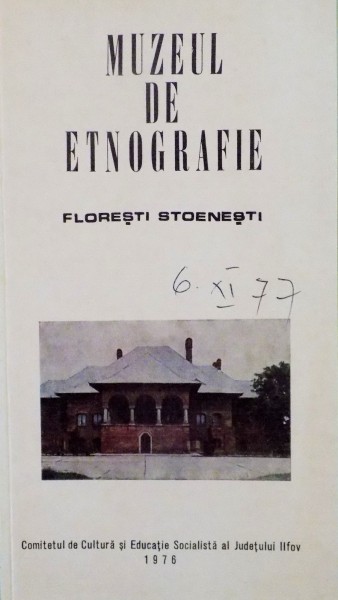 MUZEUL
DE
ETNOGRAFIE
FLOREȘTI STOENEȘTI
6. XI 77
Comitetul de Cultură și Educație Socialistă al Județului Ilfov
1976